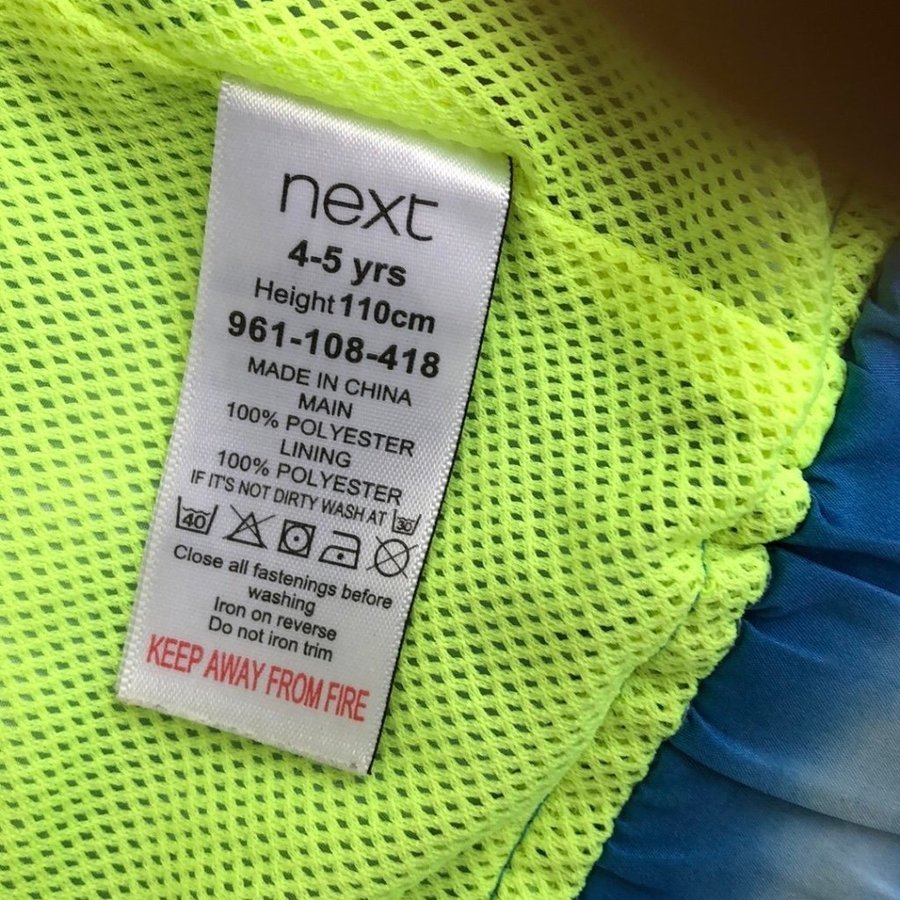 next
4-5 yrs
Height 110cm
961-108-418
MADE IN CHINA
MAIN
100% POLYESTER
LINING
100% POLYESTER
IF IT'S NOT DIRTY WASH AT 30
40
Close all fastenings before
washing
Iron on reverse
Do not iron trim
KEEP AWAY FROM FIRE